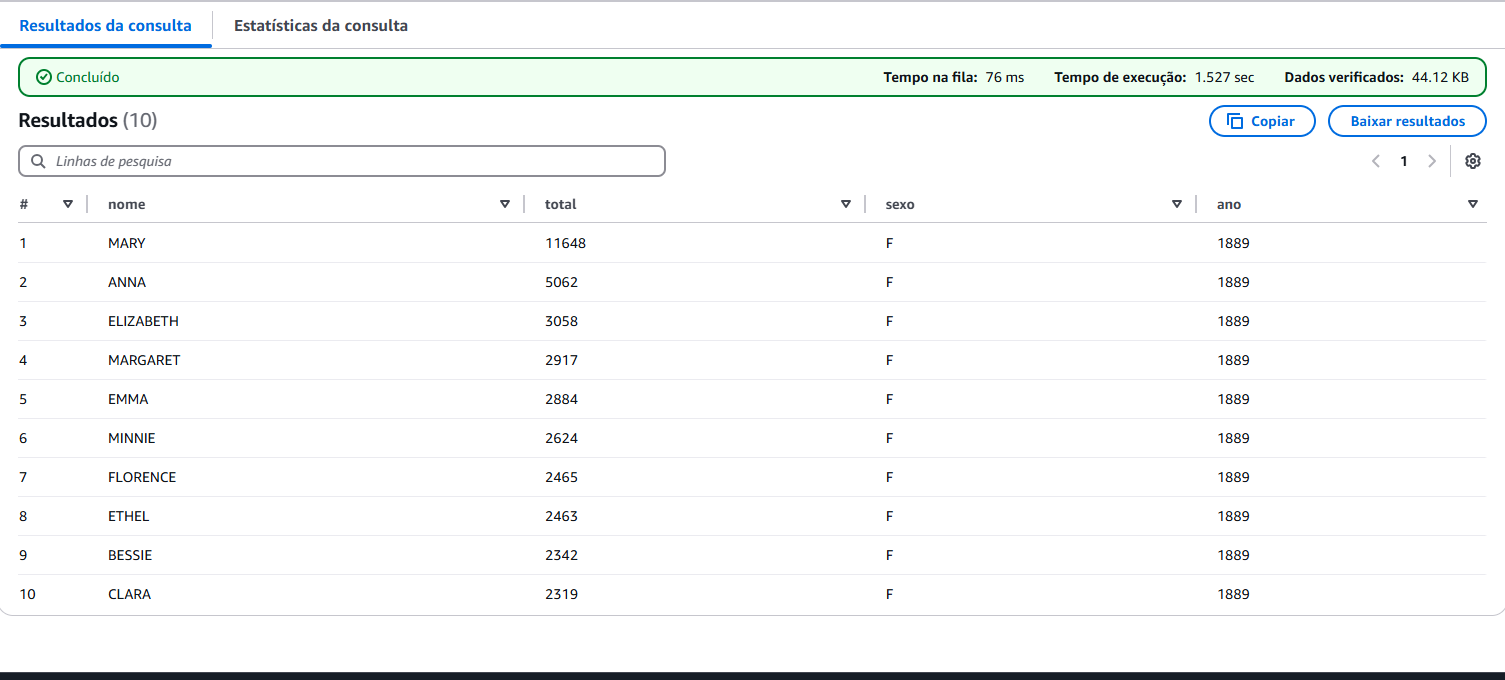 Resultados da consulta Estatísticas da consulta
Concluído Tempo na fila: 76 ms Tempo de execução: 1.527 sec Dados verificados: 44.12 KB
Resultados (10) Copiar Baixar resultados
Linhas de pesquisa 1
# nome total sexo ano
1 MARY 11648 F 1889
2 ANNA 5062 F 1889
3 ELIZABETH 3058 F 1889
4 MARGARET 2917 F 1889
5 EMMA 2884 F 1889
6 MINNIE 2624 F 1889
7 FLORENCE 2465 F 1889
8 ETHEL 2463 F 1889
9 BESSIE 2342 F 1889
10 CLARA 2319 F 1889